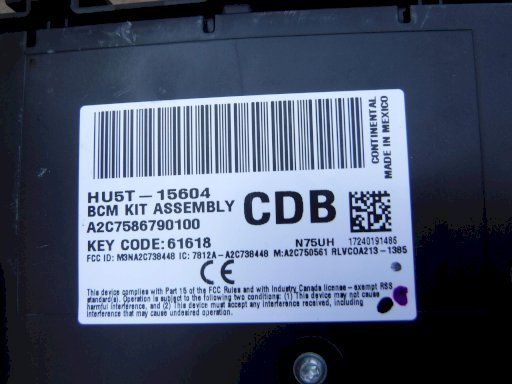 CONTINENTAL
MADE IN MEXICO
HU5T-15604
BCM KIT ASSEMBLY
CDB
A2C7586790100
KEY CODE: 61618
N75UH
17240191485
FCC ID: M3NA2C738448 IC: 7812A-A2C738448 M:A2C750561 RLVCOA213-1385
CE
This device complies with Part 15 of the FCC Rules and with Industry Canada license - exempt RSS
standard(s). Operation is subject to the following two conditions: (1) This device may not cause
harmful interference, and (2) This device must accept any interference received, including
interference that may cause undesired operation.